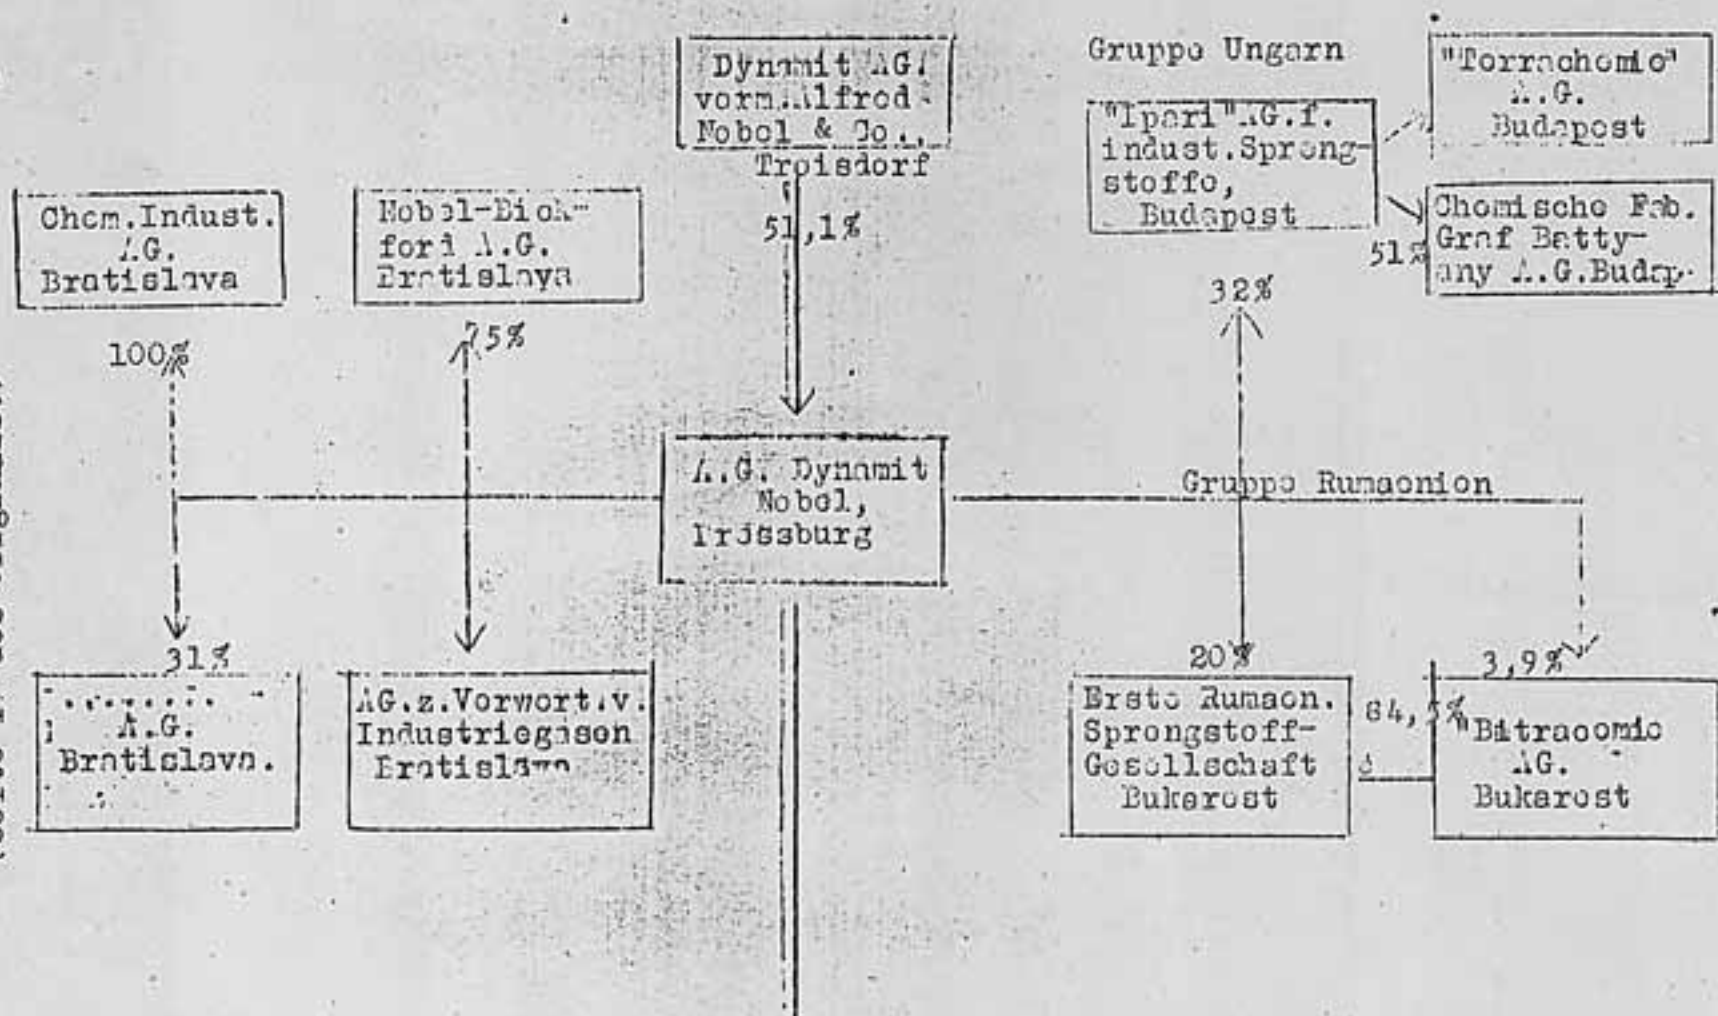 Dynamit AG.
vorm.Alfred
Nobel & Co.,
Troisdorf
51,1%
Gruppe Ungarn
"Ipari" AG.f.
indust.Spreng-
stoffe,
Budapest
"Terrachemie"
A.G.
Budapest
Chemische Fab.
Graf Batty-
any A.G.Budap.
51%
32%
Chem.Indust.
A.G.
Bratislava
100%
Nobel-Bick-
ford A.G.
Bratislava
75%
A.G. Dynamit
Nobel,
Pressburg
Gruppe Rumaenien
31%
A.G.
Bratislava.
AG.z.Verwert.v.
Industriegasen
Bratislava
20%
Erste Rumaen.
Sprengstoff-
Gesellschaft
Bukarest
84,5%
3,9%
AG.
Bukarest